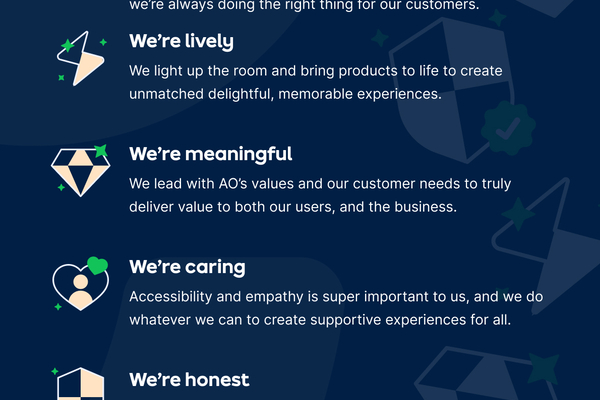 we’re always doing the right thing for our customers.
We’re lively
We light up the room and bring products to life to create
unmatched delightful, memorable experiences.
We’re meaningful
We lead with AO’s values and our customer needs to truly
deliver value to both our users, and the business.
We’re caring
Accessibility and empathy is super important to us, and we do
whatever we can to create supportive experiences for all.
We’re honest